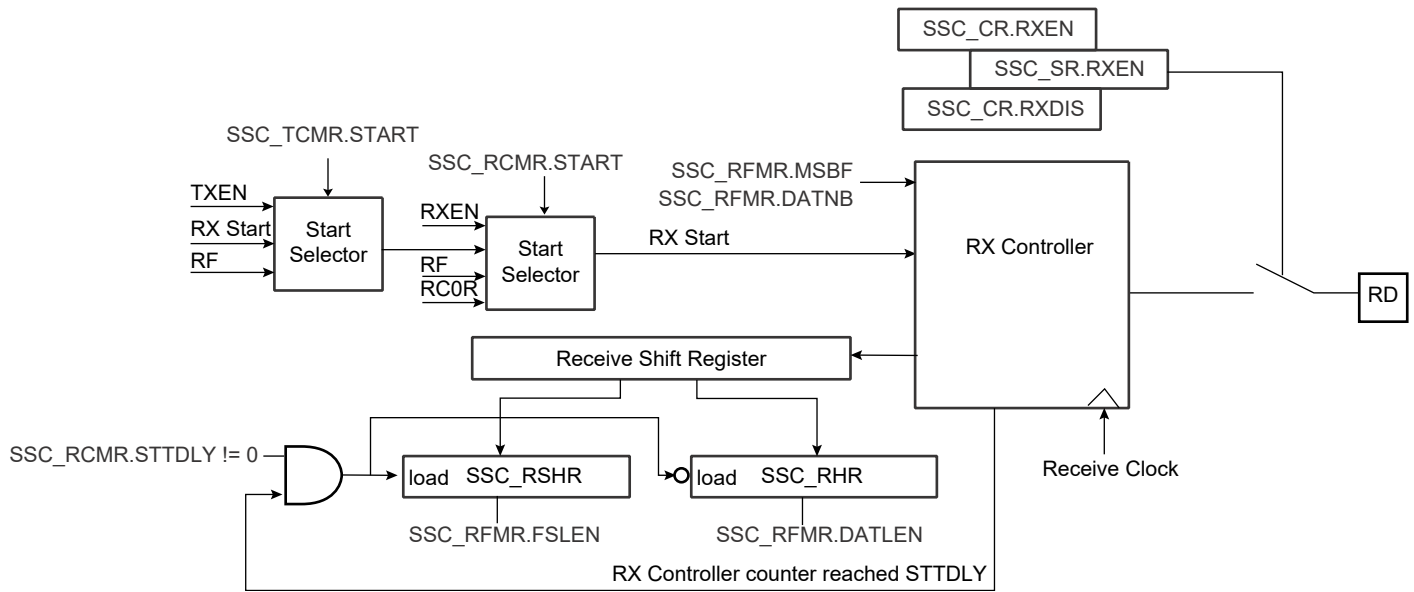 SSC_CR.RXEN
SSC_SR.RXEN
SSC_CR.RXDIS
SSC_TCMR.START
SSC_RCMR.START
SSC_RFMR.MSBF
SSC_RFMR.DATNB
TXEN
RX Start
RF
Start
Selector
RXEN
RF
RC0R
Start
Selector
RX Start
RX Controller
RD
Receive Shift Register
SSC_RCMR.STTDLY != 0
load SSC_RSHR
load SSC_RHR
Receive Clock
SSC_RFMR.FSLEN
SSC_RFMR.DATLEN
RX Controller counter reached STTDLY